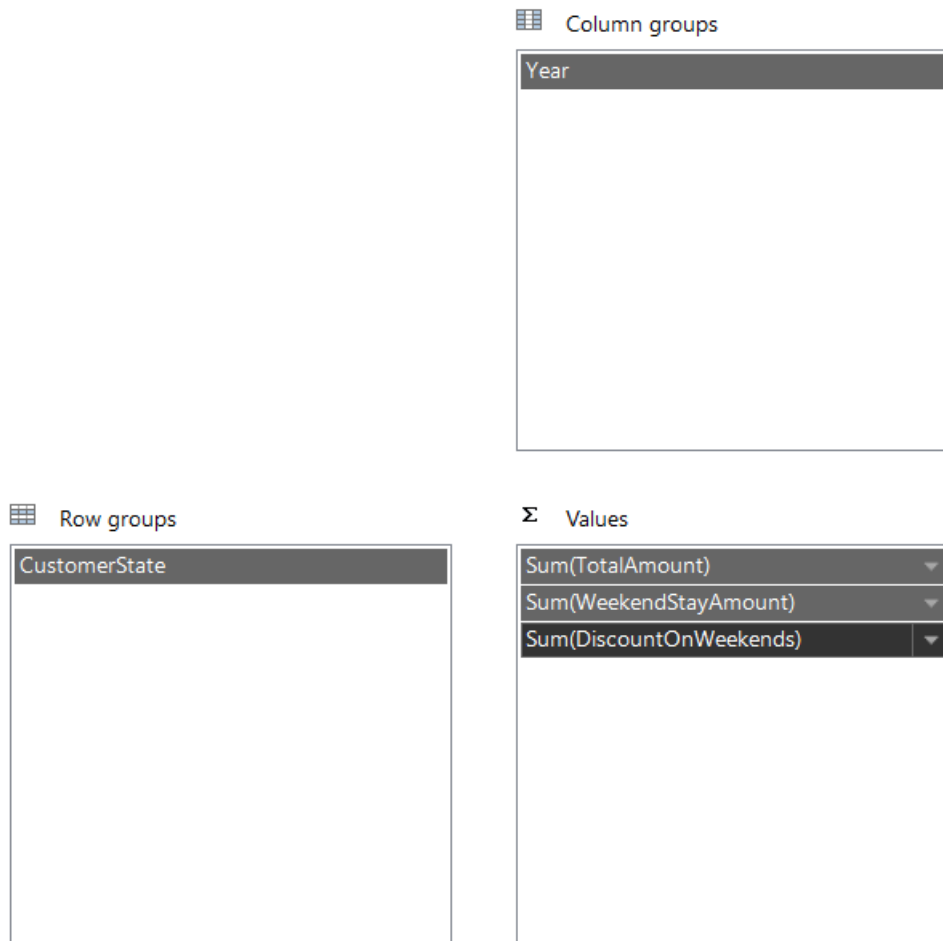 Column groups
Year
Row groups
CustomerState
Σ Values
Sum(TotalAmount)
Sum(WeekendStayAmount)
Sum(DiscountOnWeekends)